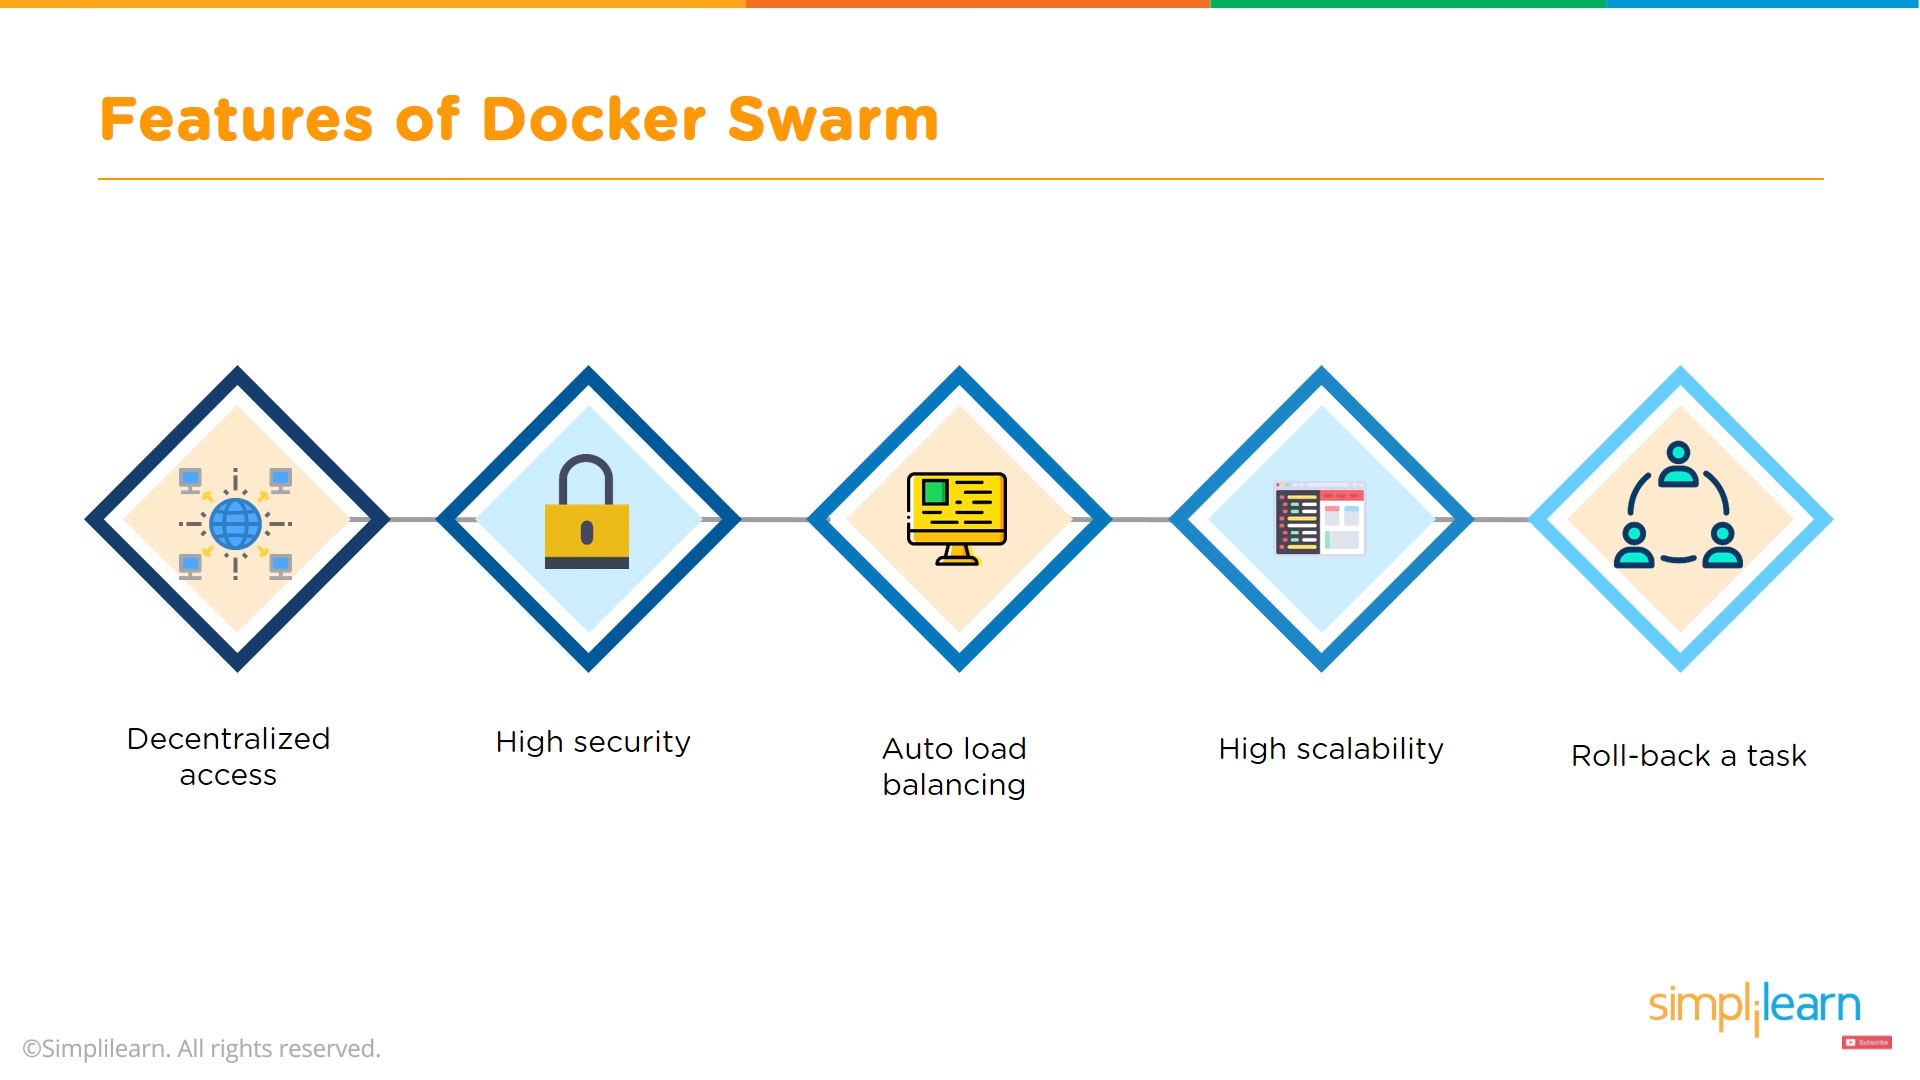 Features of Docker Swarm
Decentralized
access
High security
Auto load
balancing
High scalability
Roll-back a task
simplilearn
Subscribe
©Simplilearn. All rights reserved.